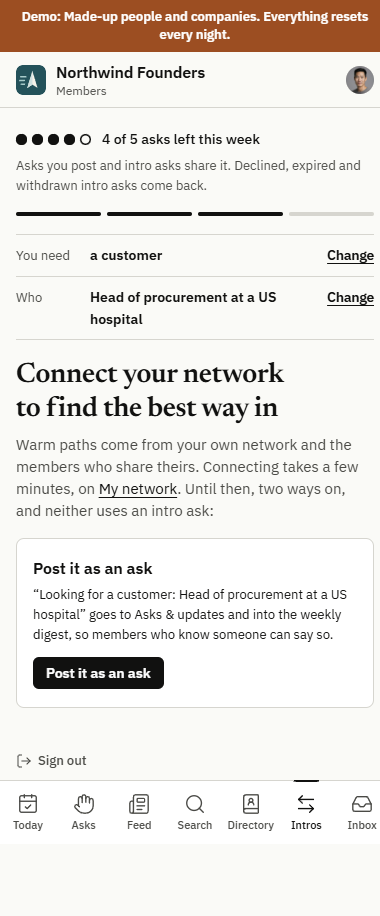 Demo: Made-up people and companies. Everything resets
every night.
Northwind Founders
Members
4 of 5 asks left this week
Asks you post and intro asks share it. Declined, expired and
withdrawn intro asks come back.
You need a customer Change
Who Head of procurement at a US Change
hospital
Connect your network
to find the best way in
Warm paths come from your own network and the
members who share theirs. Connecting takes a few
minutes, on My network. Until then, two ways on,
and neither uses an intro ask:
Post it as an ask
“Looking for a customer: Head of procurement at a US
hospital” goes to Asks & updates and into the weekly
digest, so members who know someone can say so.
Post it as an ask
Sign out
Today Asks Feed Search Directory Intros Inbox